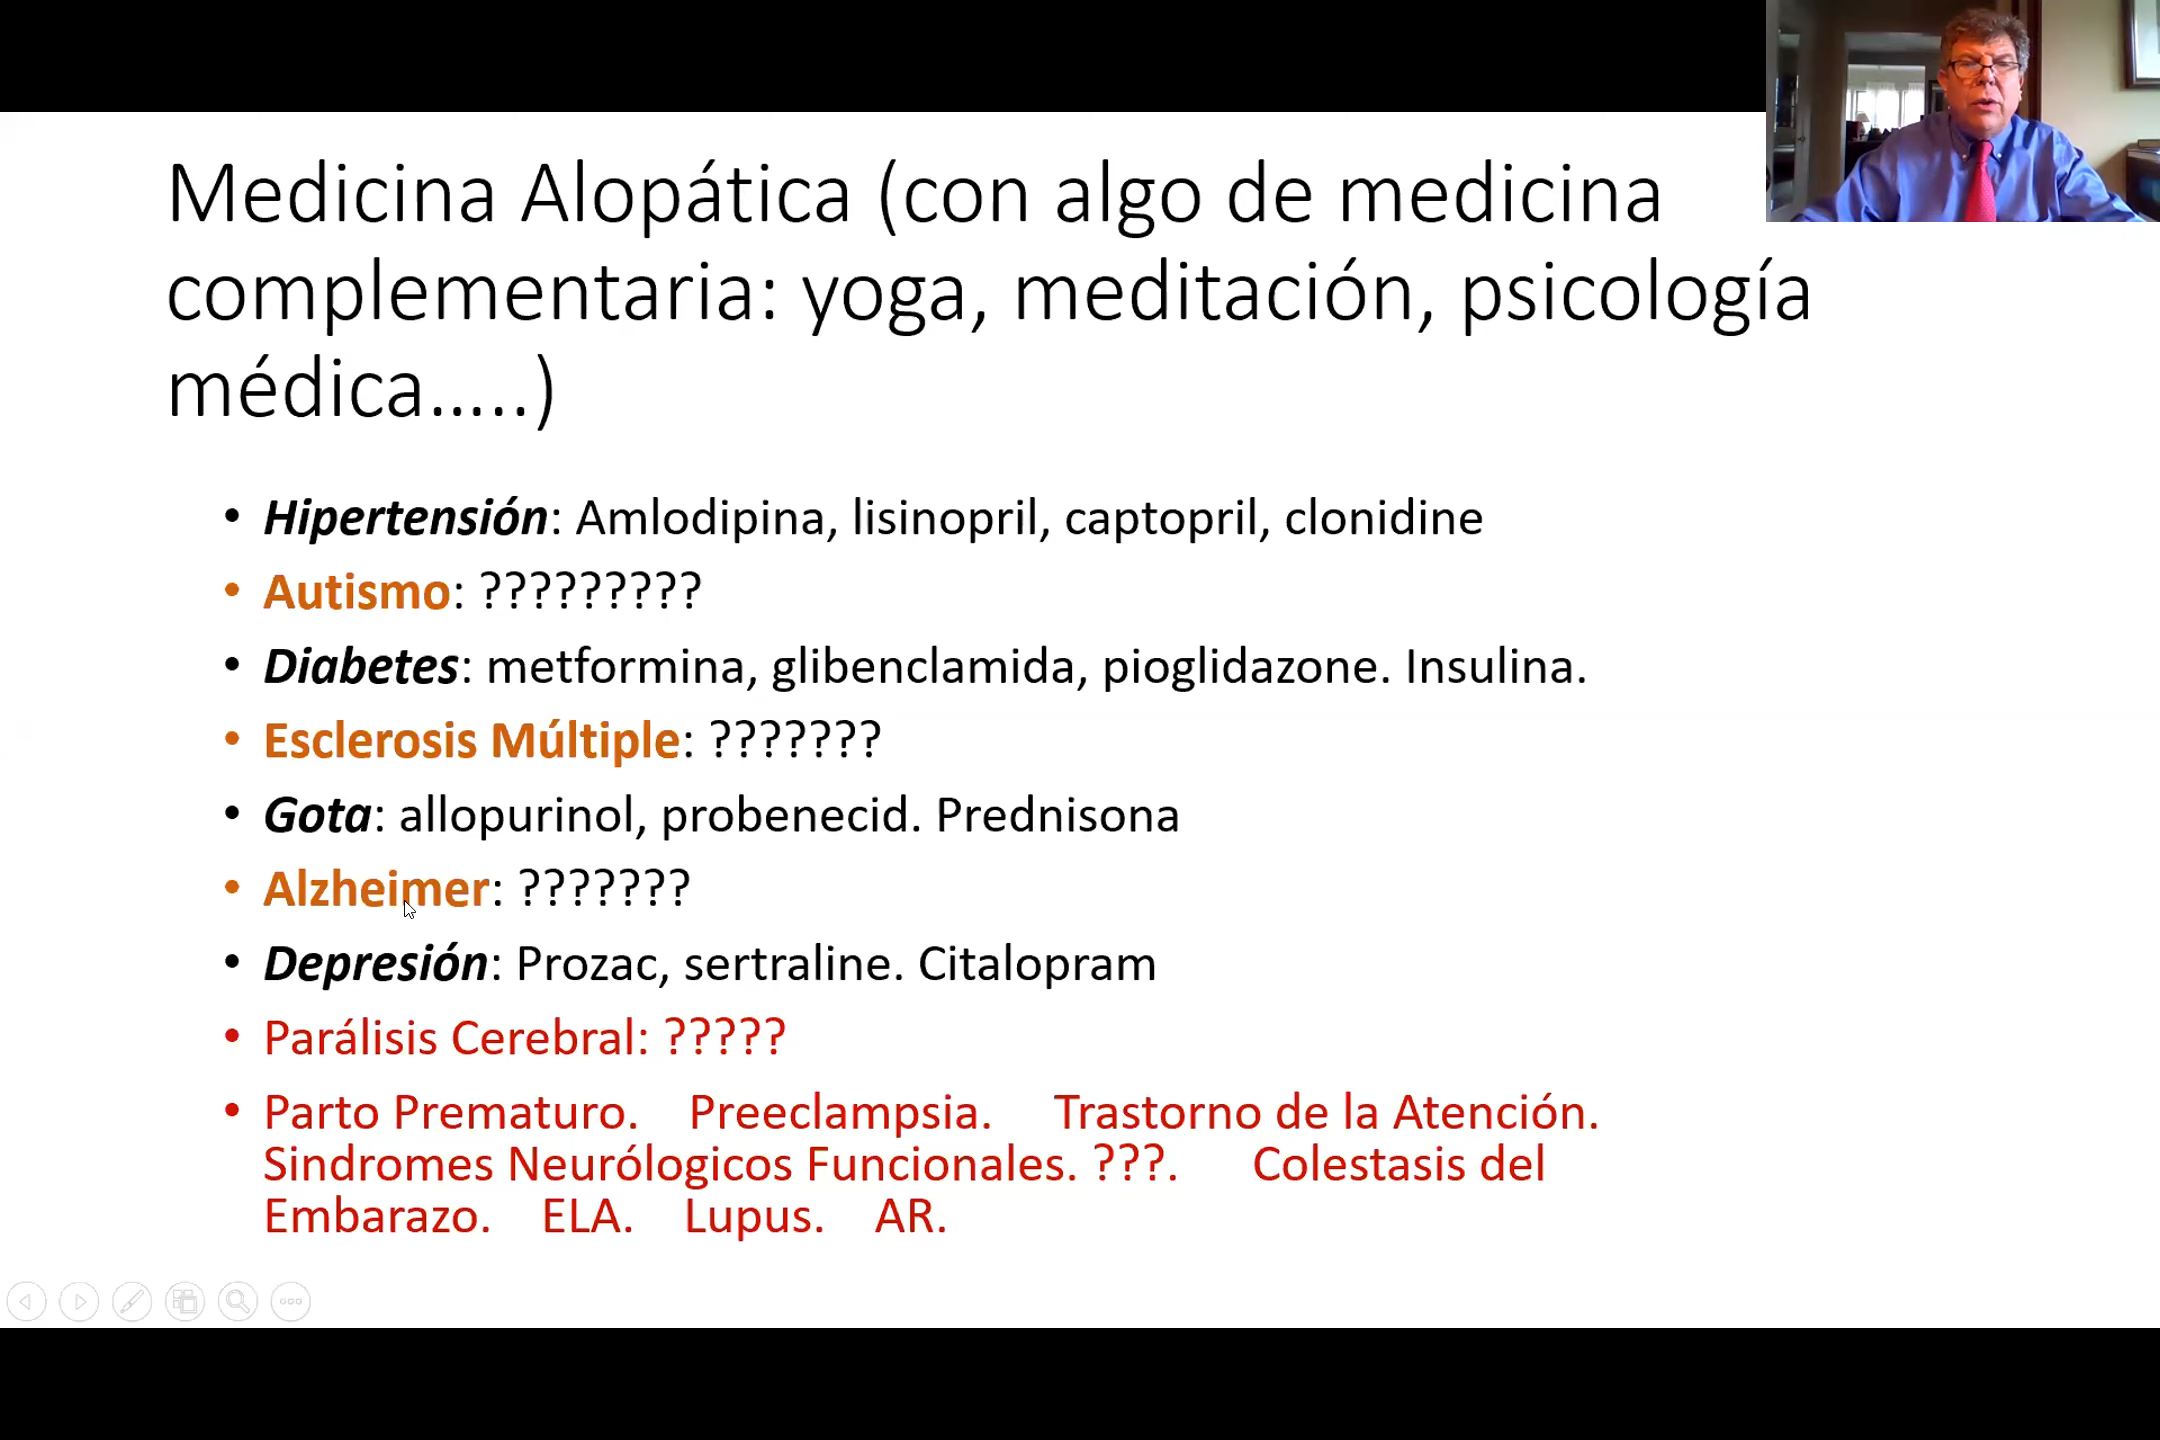 Medicina Alopática (con algo de medicina
complementaria: yoga, meditación, psicología
médica…..)
• Hipertensión: Amlodipina, lisinopril, captopril, clonidine
• Autismo: ?????????
• Diabetes: metformina, glibenclamida, pioglidazone. Insulina.
• Esclerosis Múltiple: ???????
• Gota: allopurinol, probenecid. Prednisona
• Alzheimer: ???????
• Depresión: Prozac, sertraline. Citalopram
• Parálisis Cerebral: ?????
• Parto Prematuro. Preeclampsia. Trastorno de la Atención.
Sindromes Neurólogicos Funcionales. ???. Colestasis del
Embarazo. ELA. Lupus. AR.